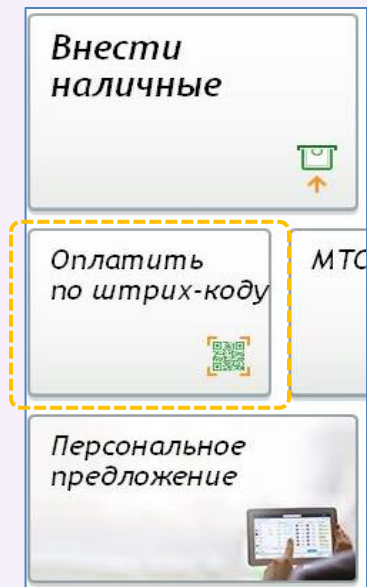 Внести
наличные
Оплатить
по штрих-коду
МТС
Персональное
предложение